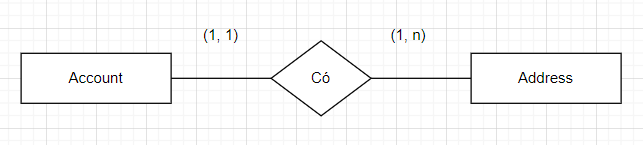 (1, 1)
(1, n)
Account
Có
Address